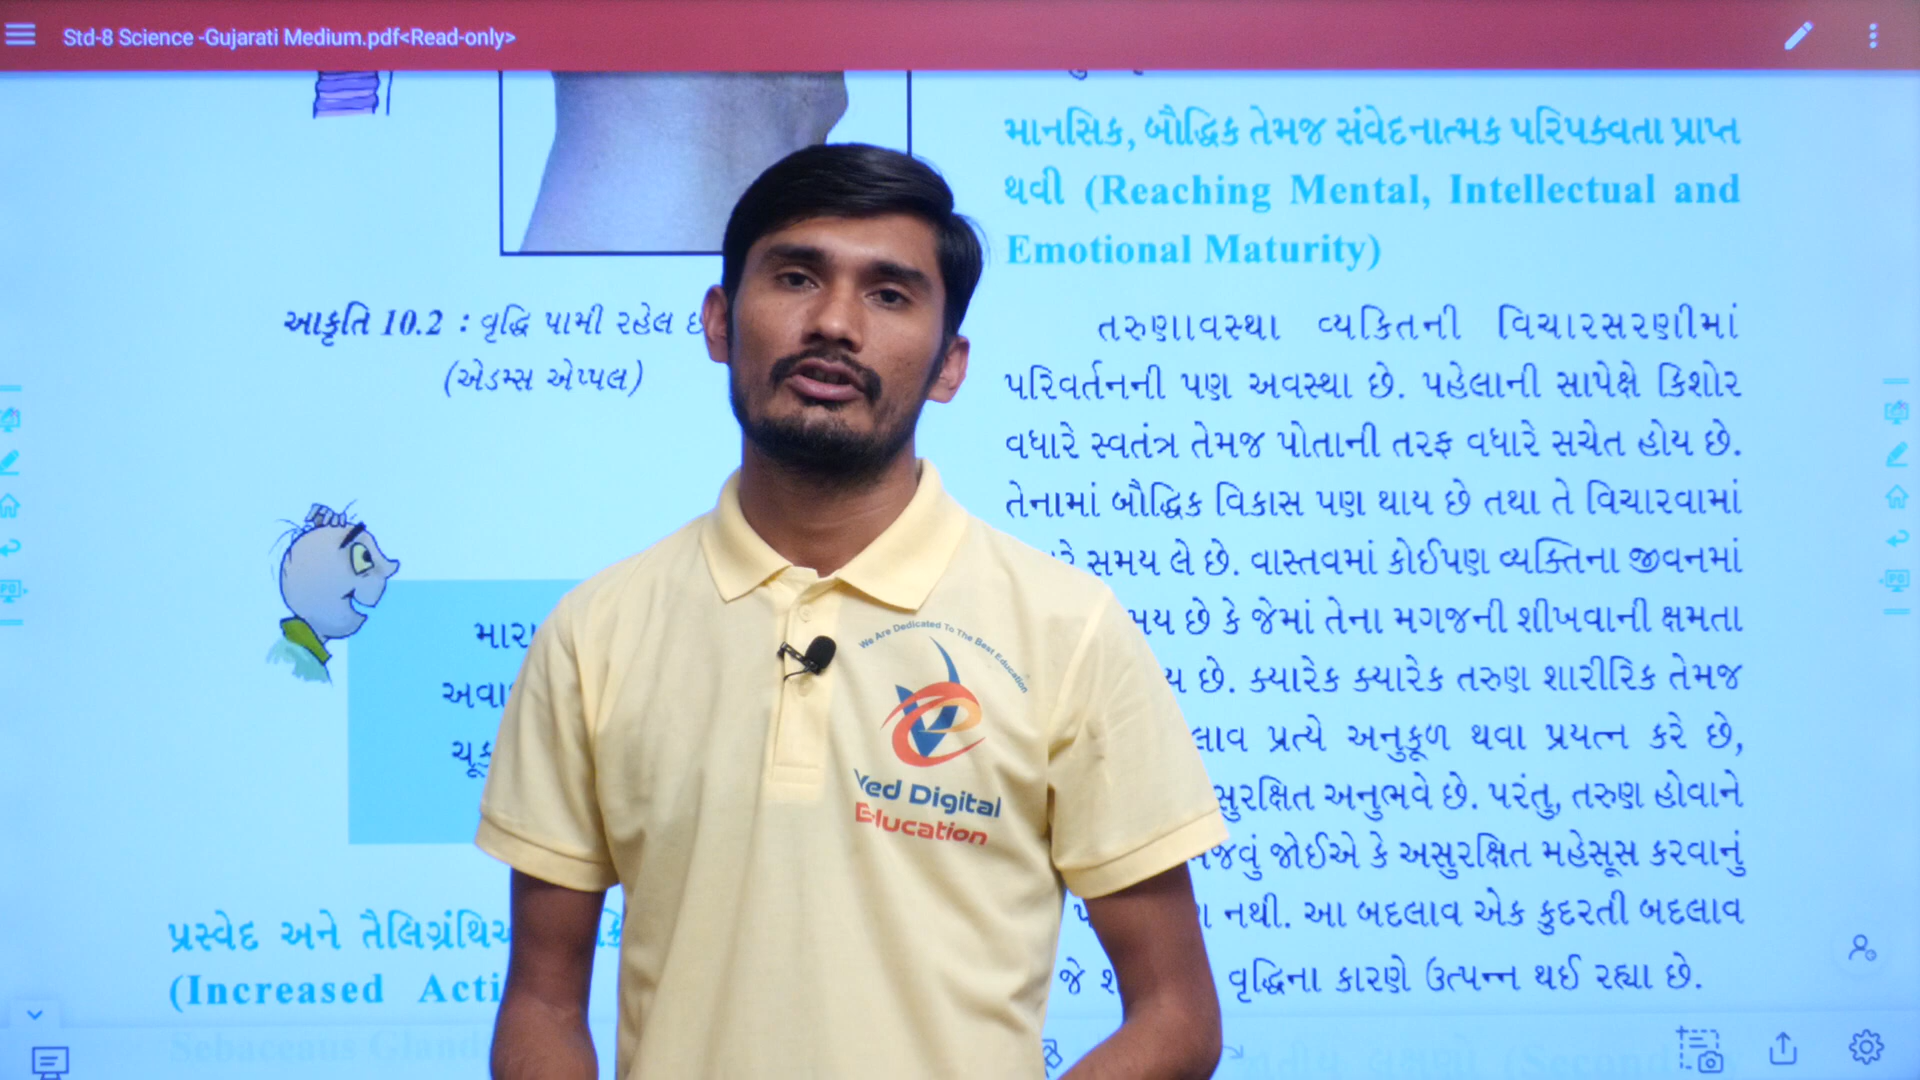 Std-8 Science -Gujarati Medium.pdf<Read-only>
આકૃતિ 10.2 : વૃદ્ધિ પામી રહેલ
(એડમ્સ એપ્પલ)
પ્રસ્વેદ અને
(Increased
Sebaceous
માનસિક, બૌદ્ધિક તેમજ સંવેદનાત્મક પરિપક્વતા પ્રાપ્ત
થવી (Reaching Mental, Intellectual and
Emotional Maturity)
તરુણાવસ્થા વ્યકિતની વિચારસરણીમાં
પરિવર્તનની પણ અવસ્થા છે. પહેલાની સાપેક્ષે કિશોર
વધારે સ્વતંત્ર તેમજ પોતાની તરફ વધારે સચેત હોય છે.
તેનામાં બૌદ્ધિક વિકાસ પણ થાય છે તથા તે વિચારવામાં
સમય લે છે. વાસ્તવમાં કોઈપણ વ્યક્તિના જીવનમાં
છે કે જેમાં તેના મગજની શીખવાની ક્ષમતા
છે. ક્યારેક ક્યારેક તરુણ શારીરિક તેમજ
પ્રત્યે અનુકૂળ થવા પ્રયત્ન કરે છે,
અનુભવે છે. પરંતુ, તરુણ હોવાને
જોઈએ કે અસુરક્ષિત મહેસૂસ કરવાનું
નથી. આ બદલાવ એક કુદરતી બદલાવ
જે વૃદ્ધિના કારણે ઉત્પન્ન થઈ રહ્યા છે.
લક્ષણો (Second
We Are Dedicated To The Best Education
Ved Digital
Education